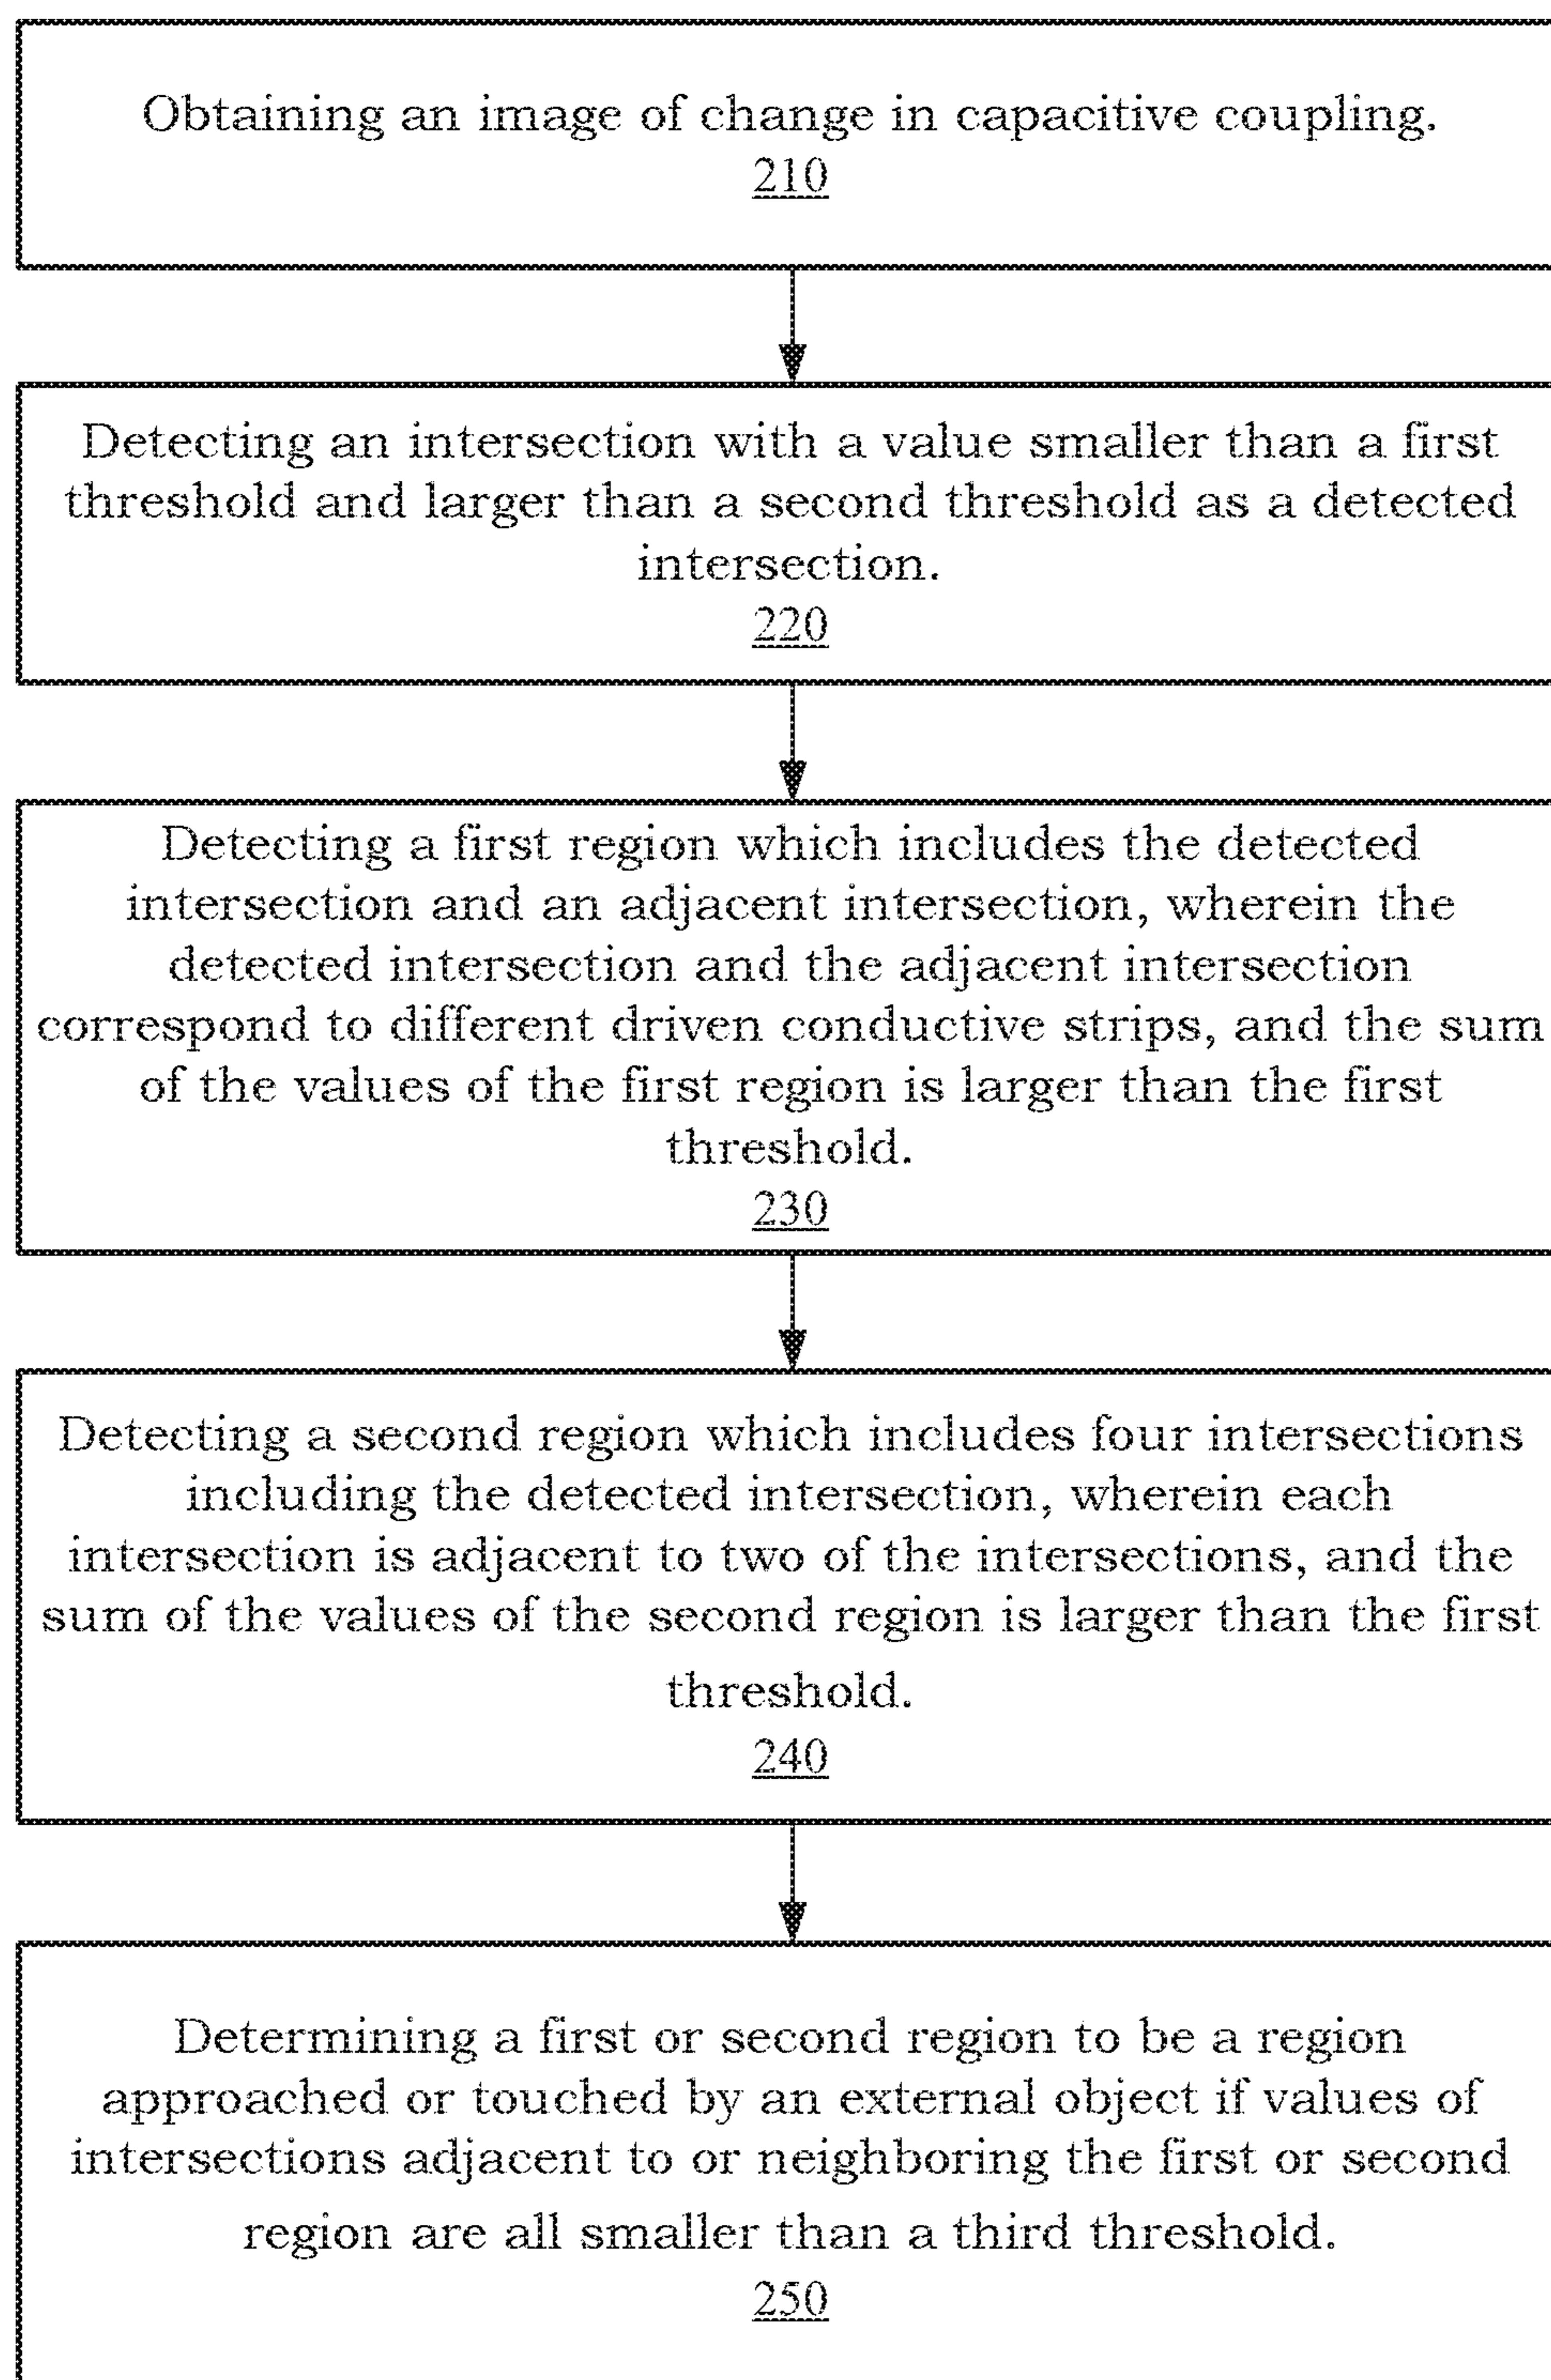 Obtaining an image of change in capacitive coupling.
210
Detecting an intersection with a value smaller than a first
threshold and larger than a second threshold as a detected
intersection.
220
Detecting a first region which includes the detected
intersection and an adjacent intersection, wherein the
detected intersection and the adjacent intersection
correspond to different driven conductive strips, and the sum
of the values of the first region is larger than the first
threshold.
230
Detecting a second region which includes four intersections
including the detected intersection, wherein each
intersection is adjacent to two of the intersections, and the
sum of the values of the second region is larger than the first
threshold.
240
Determining a first or second region to be a region
approached or touched by an external object if values of
intersections adjacent to or neighboring the first or second
region are all smaller than a third threshold.
250